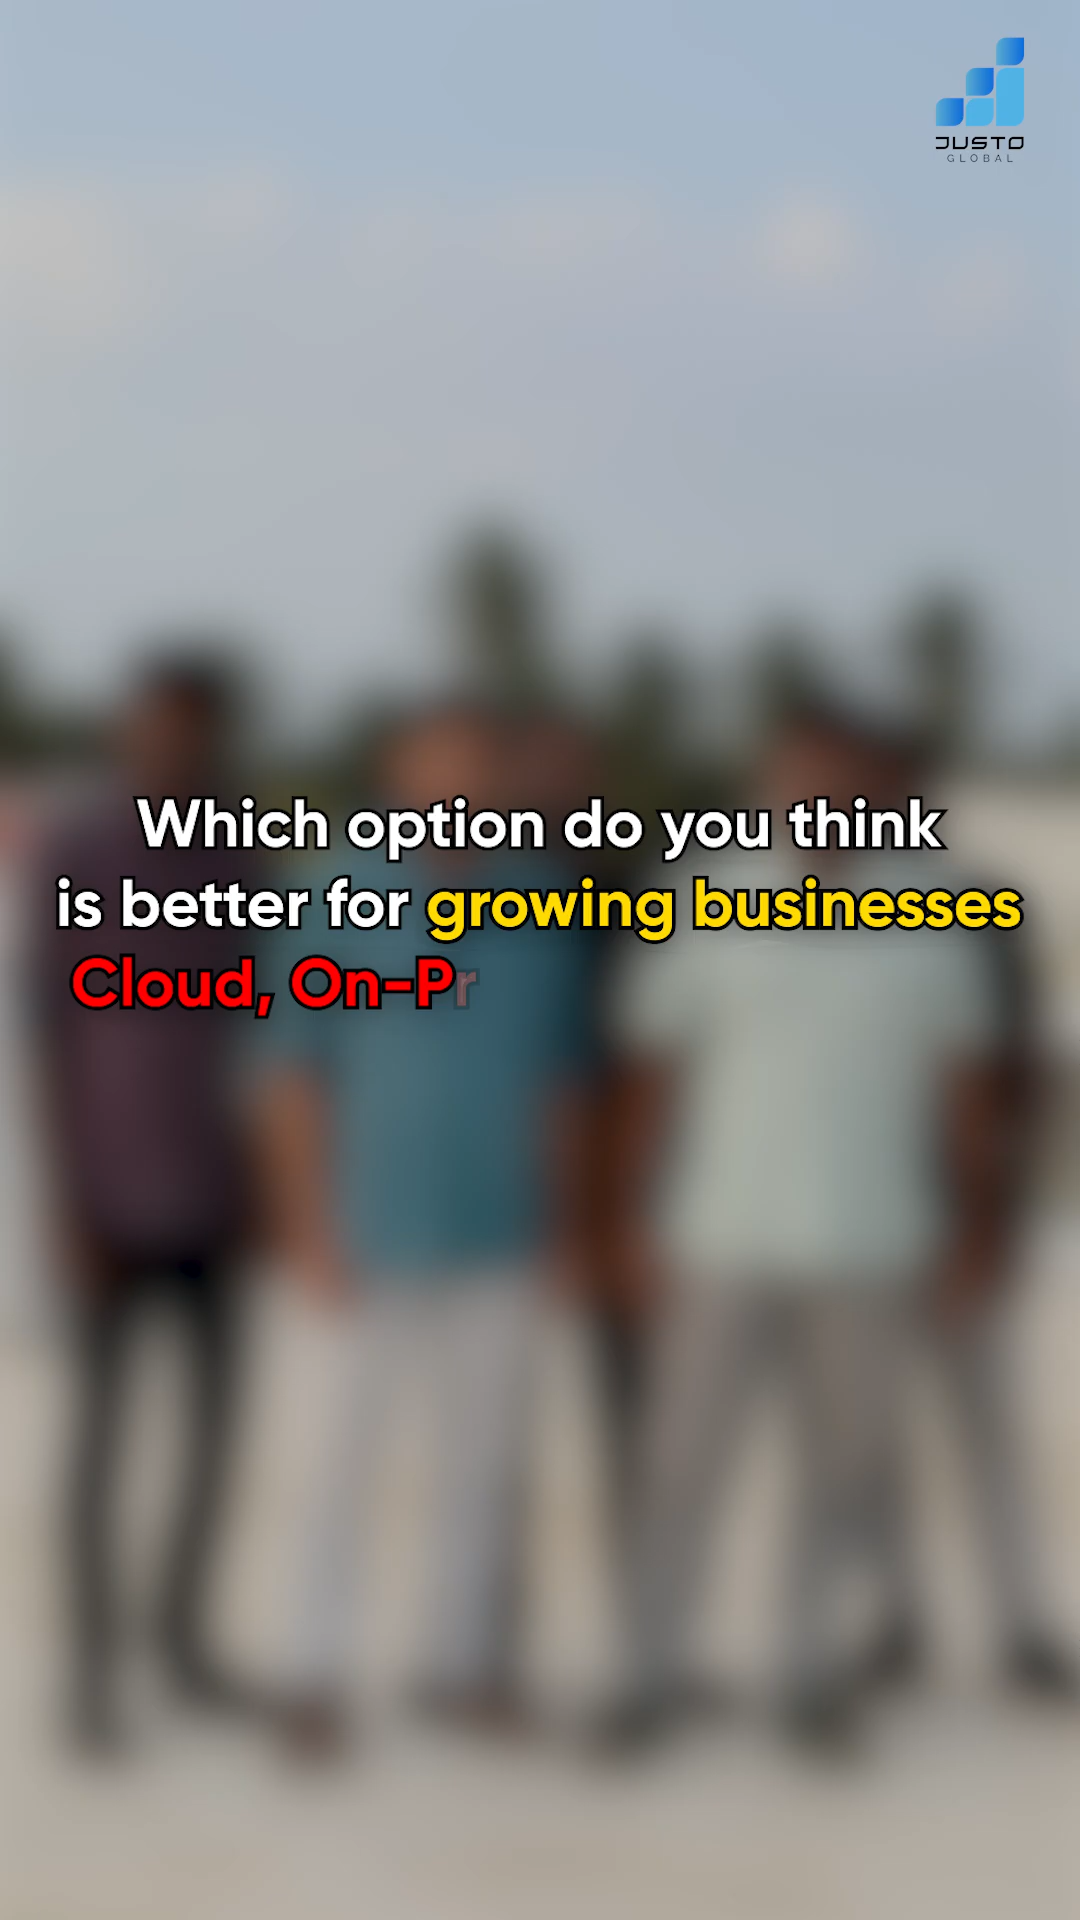 JUSTO
GLOBAL
Which option do you think
is better for growing businesses
Cloud, On-Pr